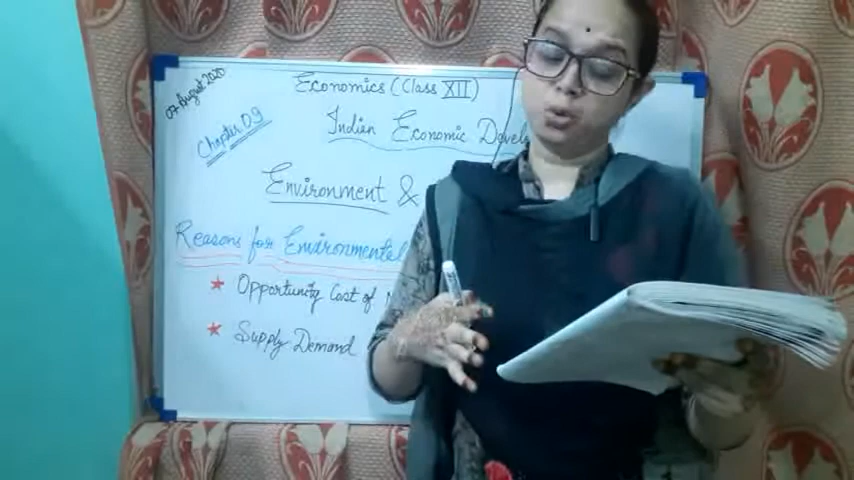 07 August 2020
Economics (Class XII)
Chapter 09
Indian Economic Devel
Environment &
Reasons for Environmental
* Opportunity Cost of
* Supply Demand